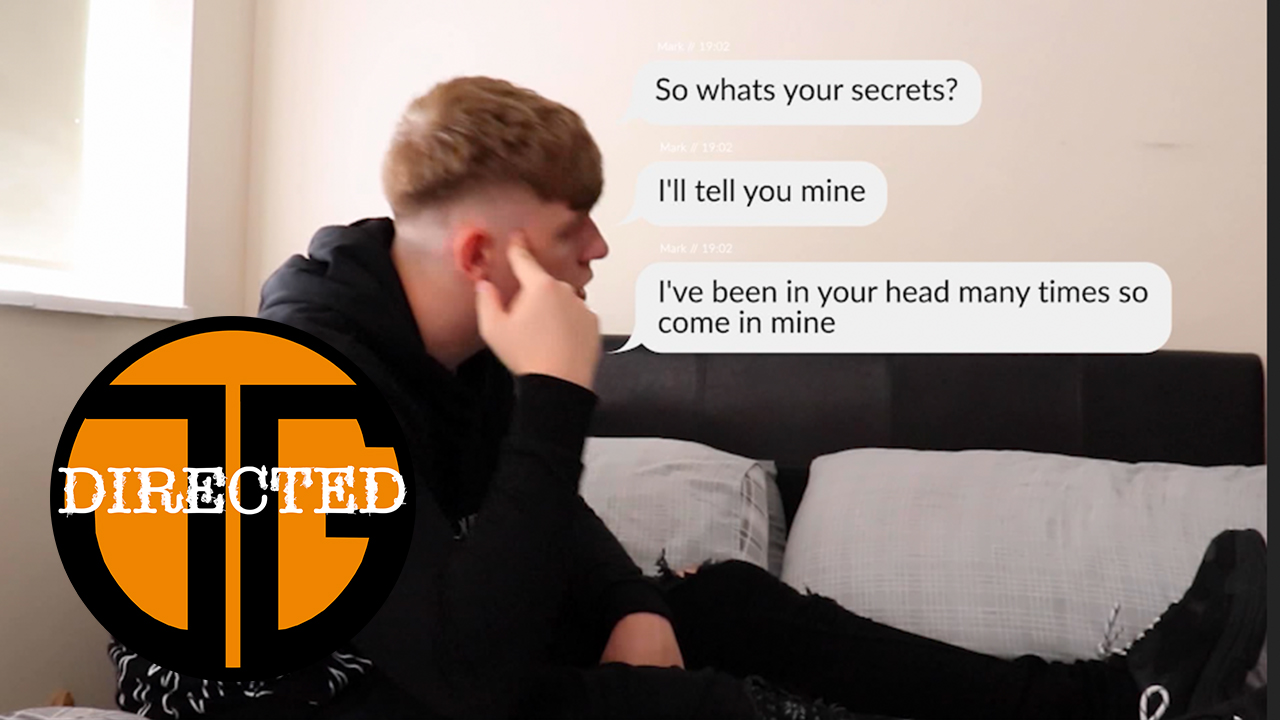 Mark // 19:02
So whats your secrets?
Mark // 19:02
I'll tell you mine
Mark // 19:02
I've been in your head many times so
come in mine
DIRECTED